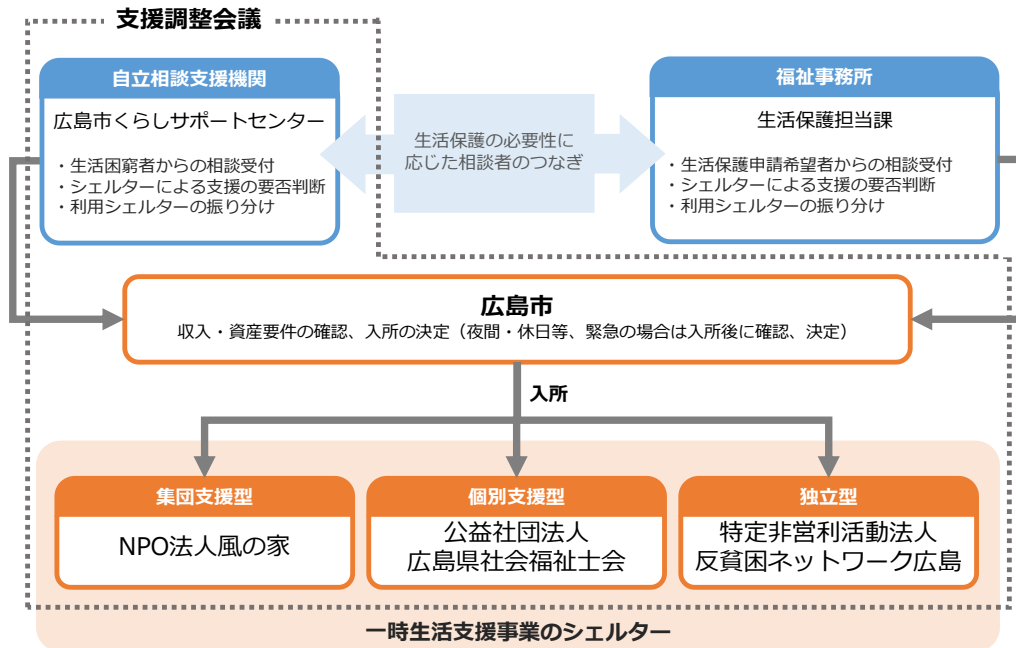 支援調整会議
自立相談支援機関
広島市くらしサポートセンター
・生活困窮者からの相談受付
・シェルターによる支援の要否判断
・利用シェルターの振り分け
生活保護の必要性に
応じた相談者のつなぎ
福祉事務所
生活保護担当課
・生活保護申請希望者からの相談受付
・シェルターによる支援の要否判断
・利用シェルターの振り分け
広島市
収入・資産要件の確認、入所の決定（夜間・休日等、緊急の場合は入所後に確認、決定）
入所
集団支援型
NPO法人風の家
個別支援型
公益社団法人
広島県社会福祉士会
独立型
特定非営利活動法人
反貧困ネットワーク広島
一時生活支援事業のシェルター